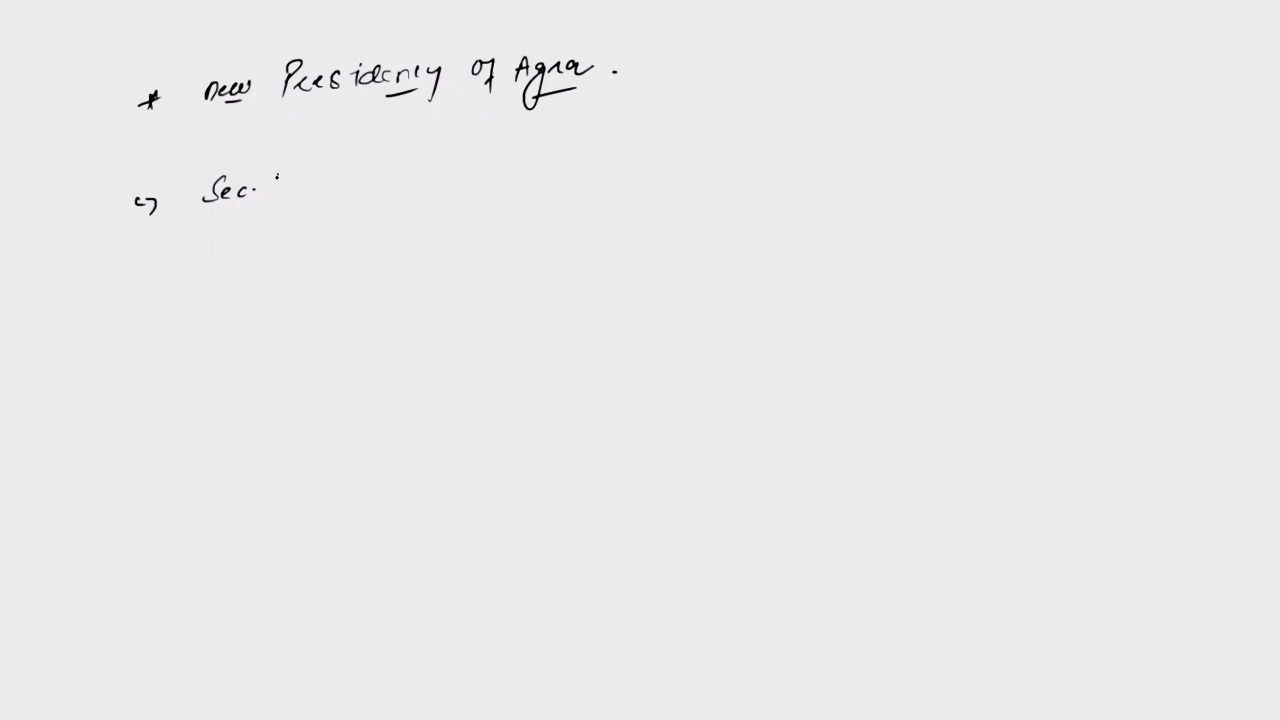 * new Presidency of Agra.
↪ Sec.